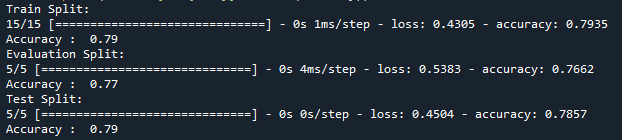 Train Split:
15/15 [==============================] - 0s 1ms/step - loss: 0.4305 - accuracy: 0.7935
Accuracy :  0.79
Evaluation Split:
5/5 [==============================] - 0s 4ms/step - loss: 0.5383 - accuracy: 0.7662
Accuracy :  0.77
Test Split:
5/5 [==============================] - 0s 0s/step - loss: 0.4504 - accuracy: 0.7857
Accuracy :  0.79